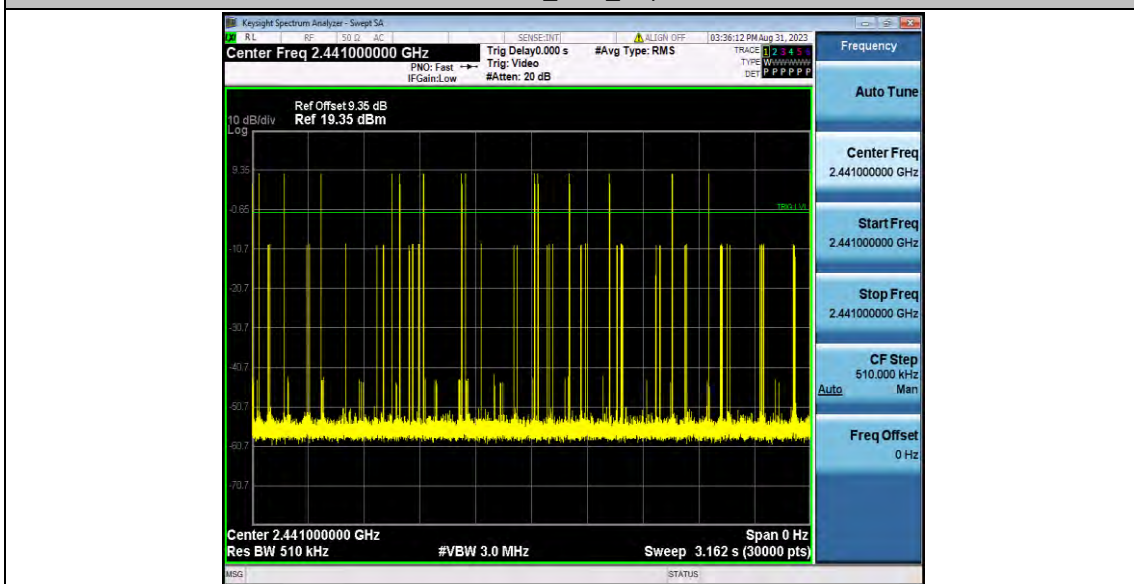 Keysight Spectrum Analyzer - Swept SA
LXI RL RF 50 Ω AC SENSE:INT ALIGN OFF 03:36:12 PM Aug 31, 2023
Center Freq 2.441000000 GHz
PNO: Fast
IFGain:Low
Trig Delay0.000 s
Trig: Video
#Atten: 20 dB
#Avg Type: RMS
TRACE 1 2 3 4 5 6
TYPE WWWWWW
DET P P P P P P
Ref Offset 9.35 dB
10 dB/div Ref 19.35 dBm
Log
9.35
-0.65
TRIG LVL
-10.7
-20.7
-30.7
-40.7
-50.7
-60.7
-70.7
Center 2.441000000 GHz Span 0 Hz
Res BW 510 kHz #VBW 3.0 MHz Sweep 3.162 s (30000 pts)
MSG STATUS
Frequency
Auto Tune
Center Freq
2.441000000 GHz
Start Freq
2.441000000 GHz
Stop Freq
2.441000000 GHz
CF Step
510.000 kHz
Auto Man
Freq Offset
0 Hz